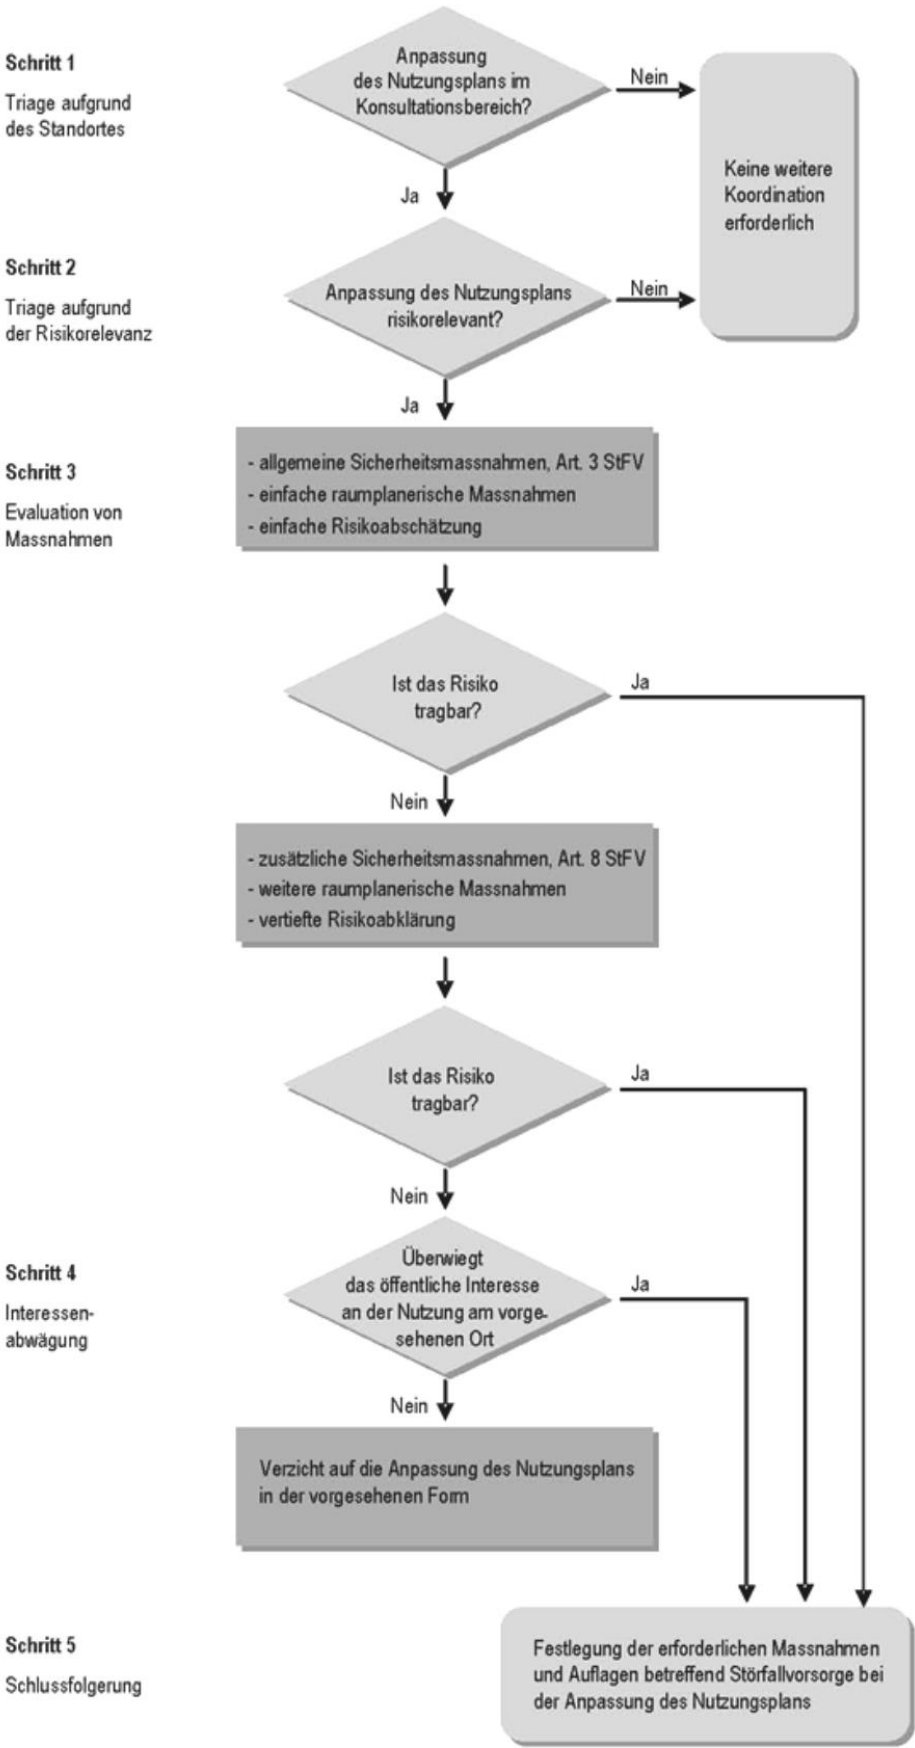 Schritt 1
Triage aufgrund
des Standortes
Anpassung
des Nutzungsplans im
Konsultationsbereich?
Nein
Keine weitere
Koordination
erforderlich
Ja
Schritt 2
Triage aufgrund
der Risikorelevanz
Anpassung des Nutzungsplans
risikorelevant?
Nein
Ja
Schritt 3
Evaluation von
Massnahmen
- allgemeine Sicherheitsmassnahmen, Art. 3 StFV
- einfache raumplanerische Massnahmen
- einfache Risikoabschätzung
Ist das Risiko
tragbar?
Ja
Nein
- zusätzliche Sicherheitsmassnahmen, Art. 8 StFV
- weitere raumplanerische Massnahmen
- vertiefte Risikoabklärung
Ist das Risiko
tragbar?
Ja
Nein
Schritt 4
Interessen-
abwägung
Überwiegt
das öffentliche Interesse
an der Nutzung am vorge-
sehenen Ort
Ja
Nein
Verzicht auf die Anpassung des Nutzungsplans
in der vorgesehenen Form
Schritt 5
Schlussfolgerung
Festlegung der erforderlichen Massnahmen
und Auflagen betreffend Störfallvorsorge bei
der Anpassung des Nutzungsplans